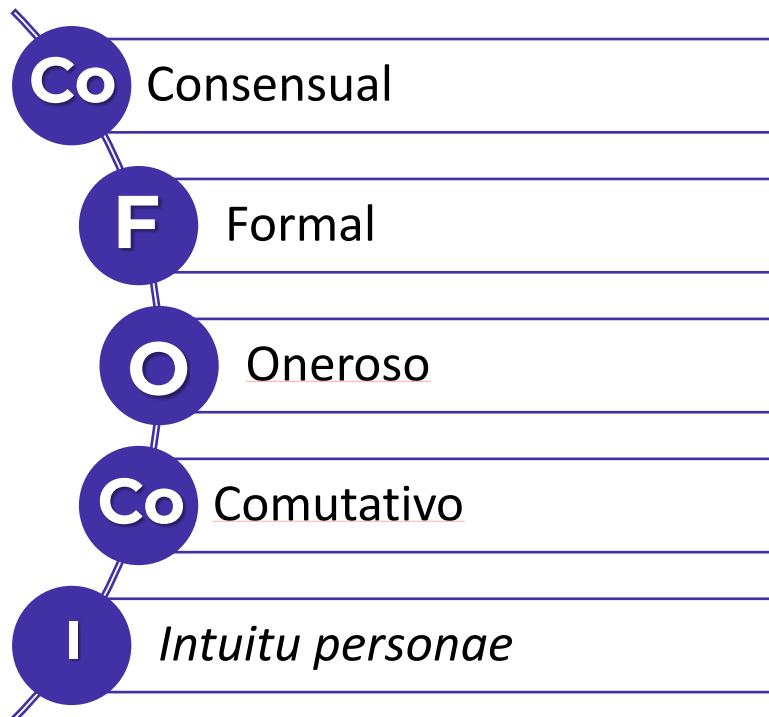 Co Consensual
F Formal
O Oneroso
Co Comutativo
I Intuitu personae